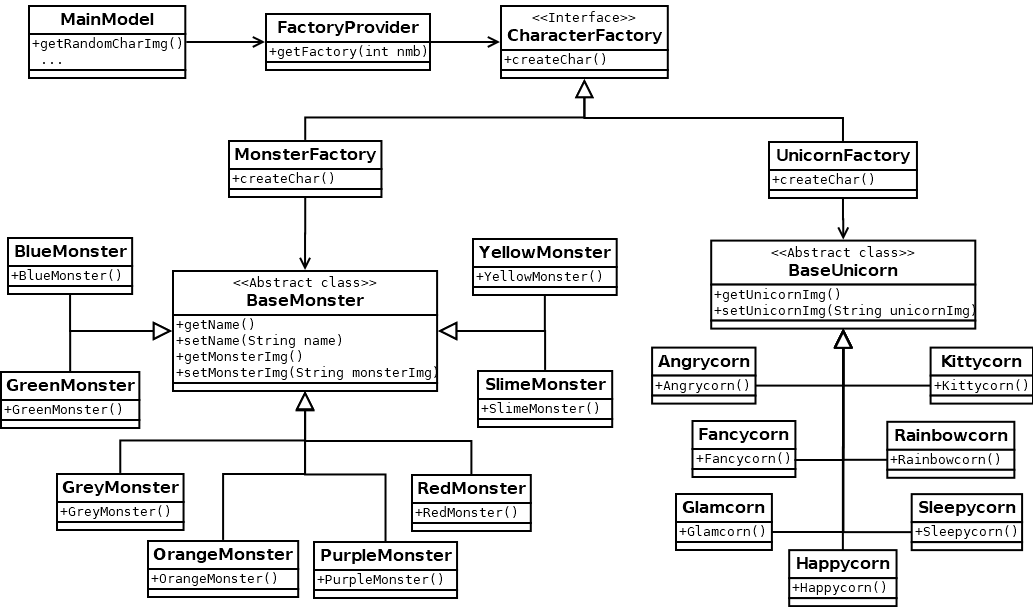 MainModel
+getRandomCharImg()
...
FactoryProvider
+getFactory(int nmb)
<<Interface>>
CharacterFactory
+createChar()
MonsterFactory
+createChar()
UnicornFactory
+createChar()
BlueMonster
+BlueMonster()
YellowMonster
+YellowMonster()
<<Abstract class>>
BaseMonster
+getName()
+setName(String name)
+getMonsterImg()
+setMonsterImg(String monsterImg)
<<Abstract class>>
BaseUnicorn
+getUnicornImg()
+setUnicornImg(String unicornImg)
GreenMonster
+GreenMonster()
SlimeMonster
+SlimeMonster()
Angrycorn
+Angrycorn()
Kittycorn
+Kittycorn()
Fancycorn
+Fancycorn()
Rainbowcorn
+Rainbowcorn()
GreyMonster
+GreyMonster()
RedMonster
+RedMonster()
Glamcorn
+Glamcorn()
Sleepycorn
+Sleepycorn()
OrangeMonster
+OrangeMonster()
PurpleMonster
+PurpleMonster()
Happycorn
+Happycorn()